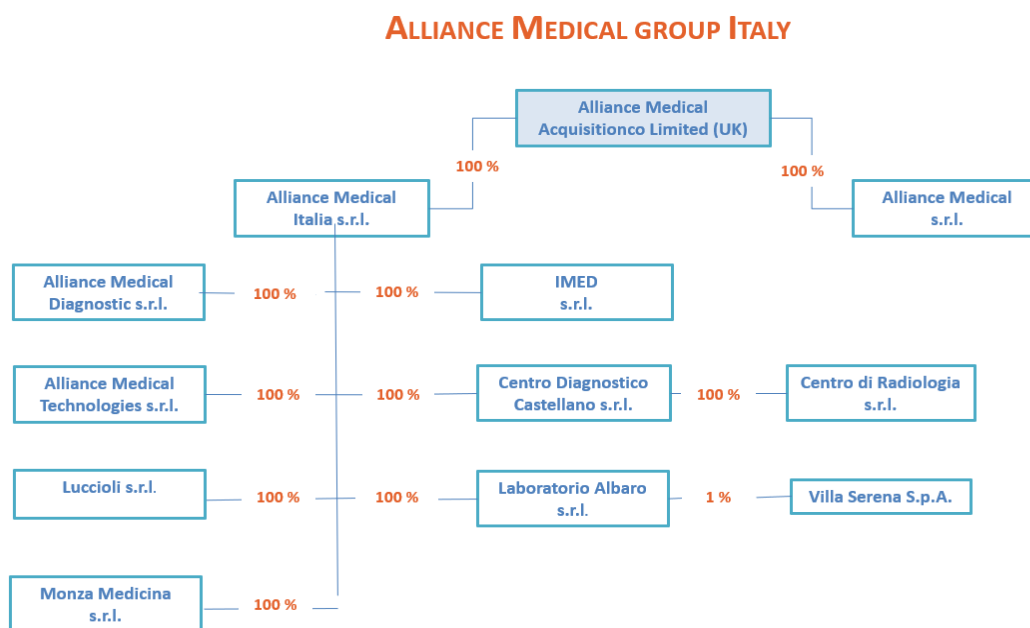 ALLIANCE MEDICAL GROUP ITALY
Alliance Medical
Acquisitionco Limited (UK)
100 %
100 %
Alliance Medical
Italia s.r.l.
Alliance Medical
s.r.l.
Alliance Medical
Diagnostic s.r.l.
100 %
100 %
IMED
s.r.l.
Alliance Medical
Technologies s.r.l.
100 %
100 %
Centro Diagnostico
Castellano s.r.l.
100 %
Centro di Radiologia
s.r.l.
Luccioli s.r.l.
100 %
100 %
Laboratorio Albaro
s.r.l.
1 %
Villa Serena S.p.A.
Monza Medicina
s.r.l.
100 %